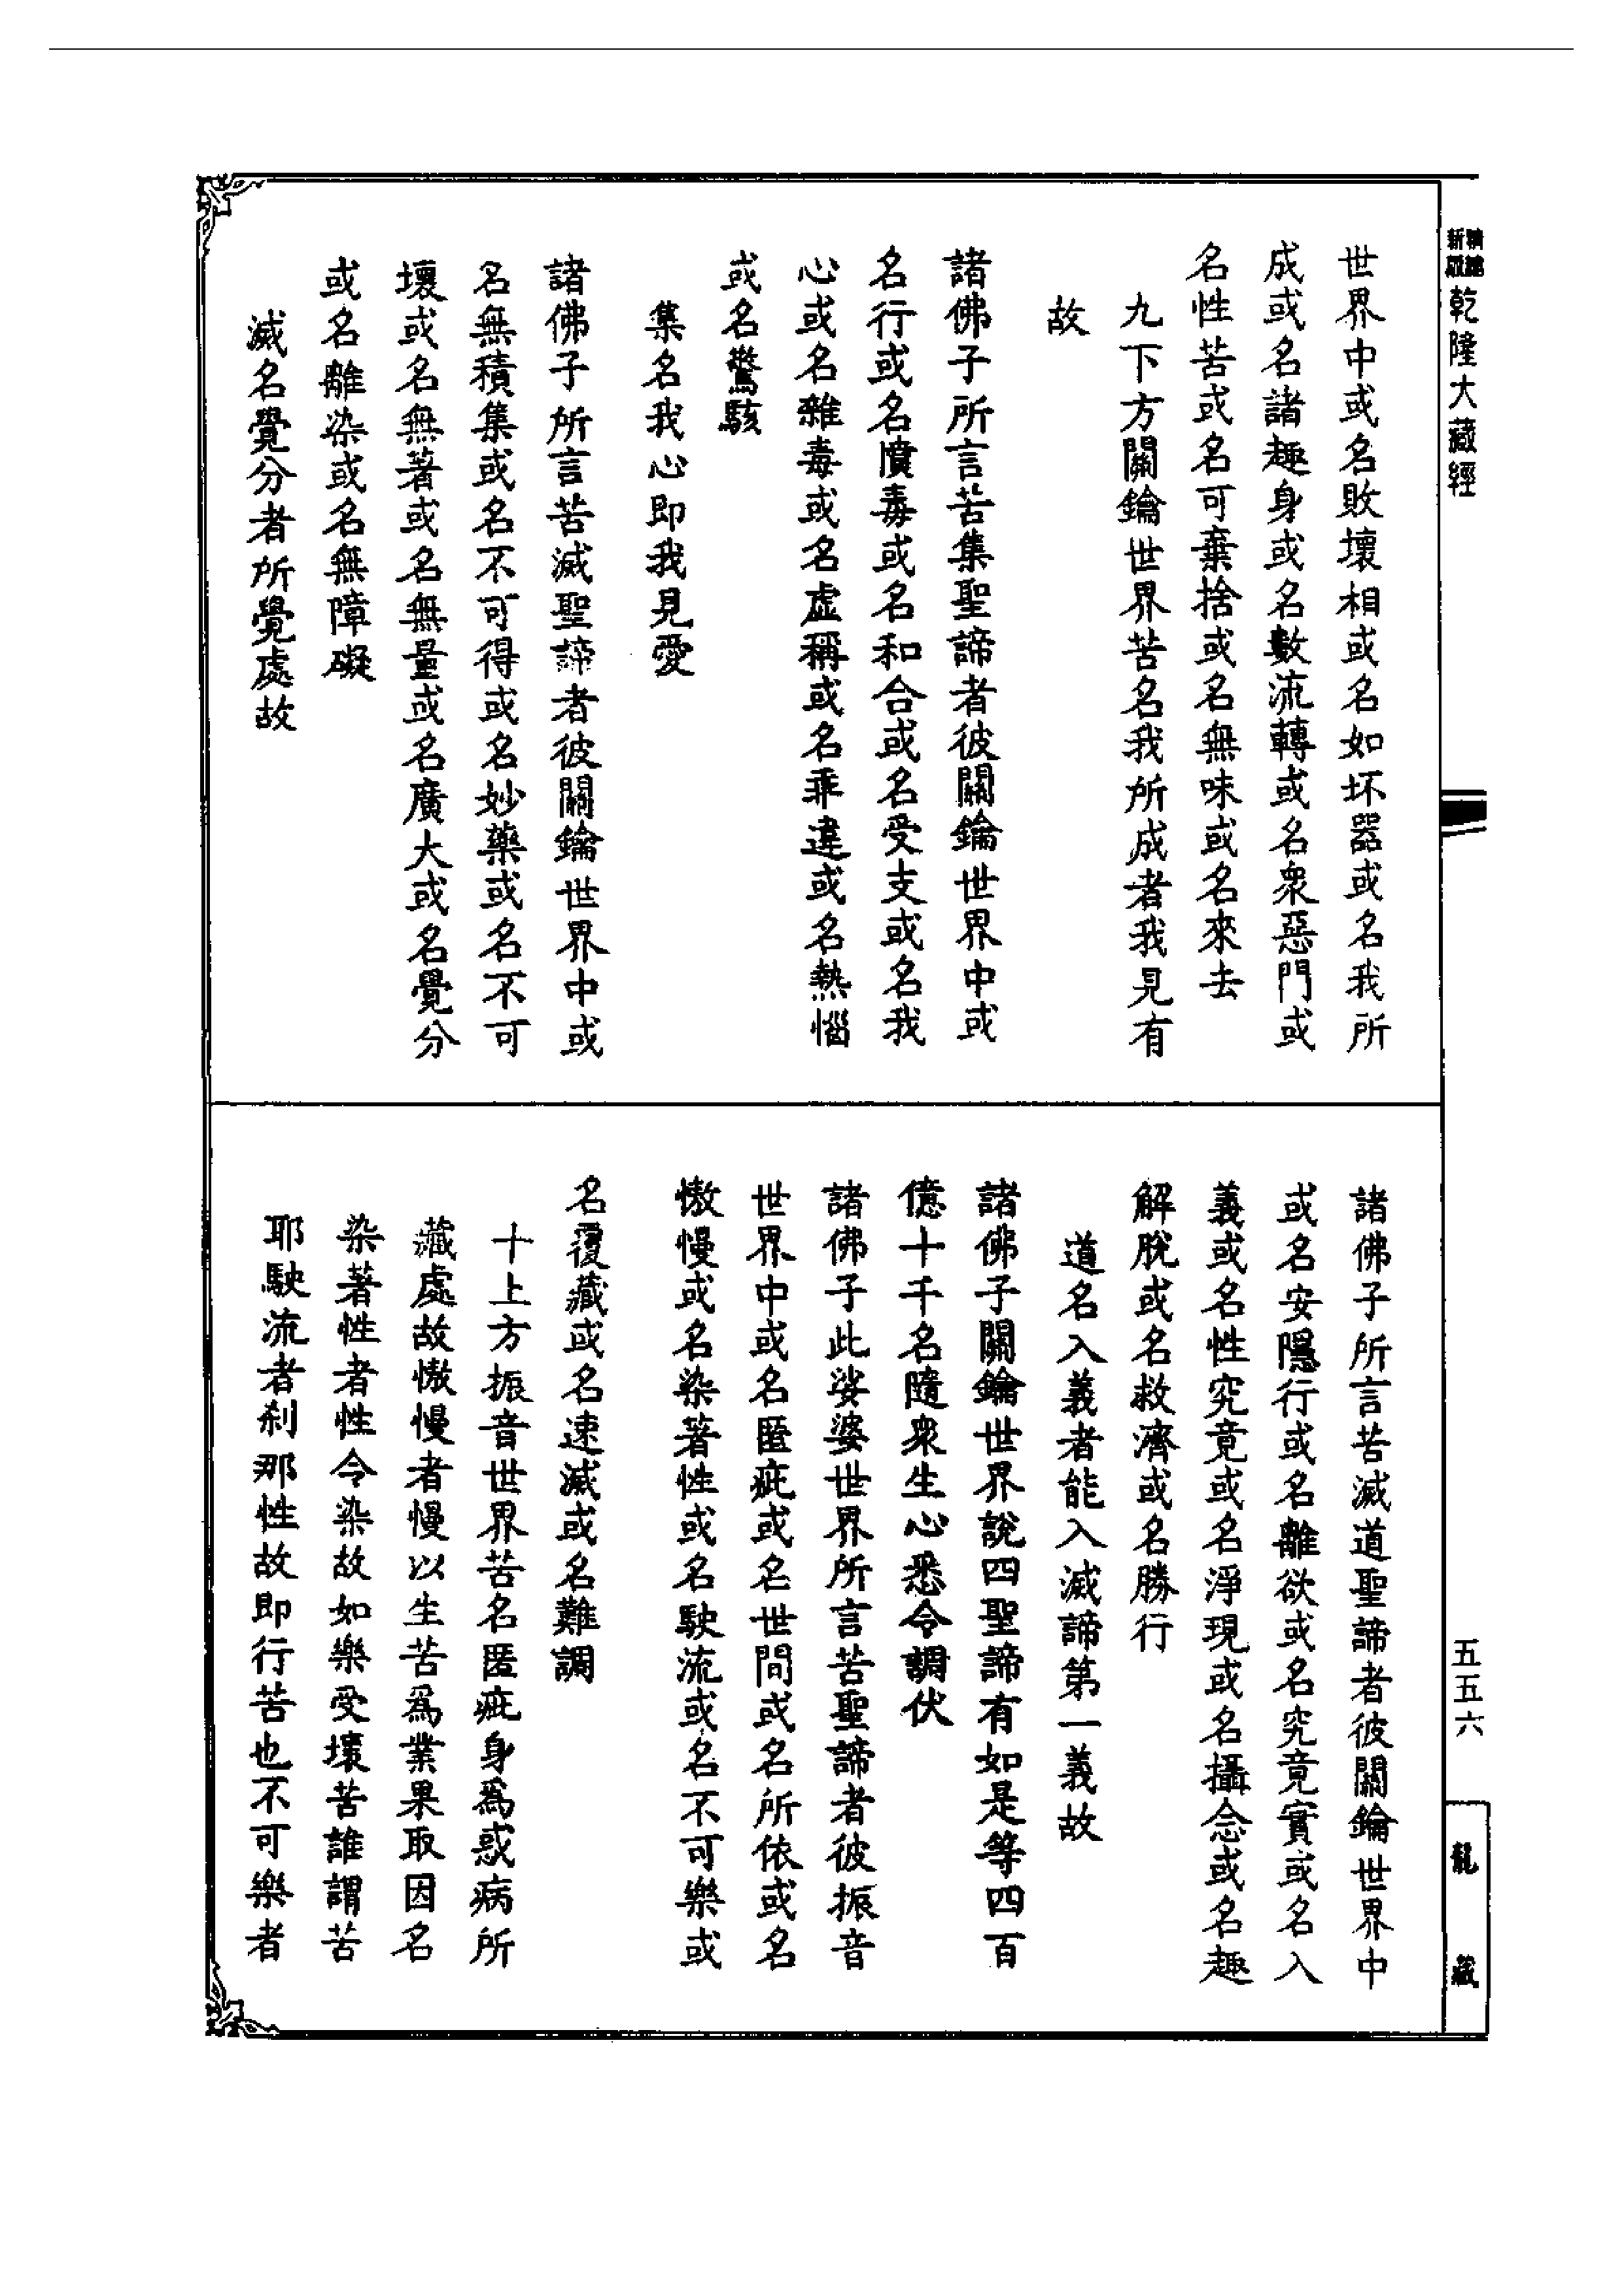 乾隆大藏經
世界中或名敗壞相或名如坏器或名我所
成或名諸趣身或名數流轉或名衆惡門或
名性苦或名可棄捨或名無味或名來去
九下方關鑰世界苦名我所成者我見有
故
諸佛子所言苦集聖諦者彼關鑰世界中或
名行或名憤毒或名和合或名受支或名我
心或名雜毒或名虛稱或名乖違或名熱惱
或名驚駭
集名我心即我見愛
諸佛子所言苦滅聖諦者彼關鑰世界中或
名無積集或名不可得或名妙藥或名不可
壞或名無著或名無量或名廣大或名覺分
或名離染或名無障礙
滅名覺分者所覺處故
諸佛子所言苦滅道聖諦者彼關鑰世界中
或名安隱行或名離欲或名究竟實或名入
義或名性究竟或名淨現或名攝念或名趣
解脫或名救濟或名勝行
道名入義者能入滅諦第一義故
諸佛子關鑰世界說四聖諦有如是等四百
億十千名隨衆生心悉令調伏
諸佛子此娑婆世界所言苦聖諦者彼振音
世界中或名匿疵或名世間或名所依或名
慠慢或名染著性或名駛流或名不可樂或
名覆藏或名速滅或名難調
十上方振音世界苦名匿疵身爲惑病所
藏處故慠慢者慢以生苦爲業果取因名
染著性者性令染故如樂受壞苦誰謂苦
耶駛流者刹那性故即行苦也不可樂者
五五六
龍藏